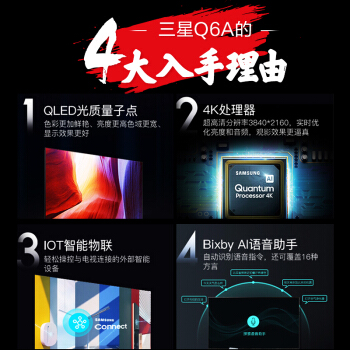 三星Q6A的
4大入手理由
1 QLED光质量子点
色彩更加鲜艳、亮度更高色域更宽、
显示效果更好
2 4K处理器
超高清分辨率3840*2160,实时优
化亮度和音频,观影效果更逼真
SAMSUNG
AI
Quantum
Processor 4K
3 IOT智能物联
轻松操控与电视连接的外部智能
设备
SAMSUNG
Connect
4 Bixby AI语音助手
自动识别语音指令,还可覆盖16种
方言